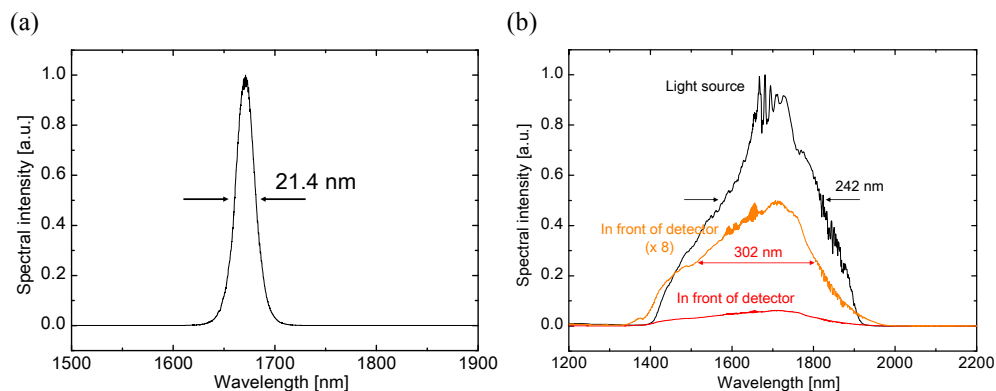 (a)
Spectral intensity [a.u.]
1.0
0.8
0.6
0.4
0.2
0.0
21.4 nm
1500 1600 1700 1800 1900
Wavelength [nm]
(b)
Spectral intensity [a.u.]
1.0
0.8
0.6
0.4
0.2
0.0
Light source
242 nm
In front of detector
(x 8)
302 nm
In front of detector
1200 1400 1600 1800 2000 2200
Wavelength [nm]